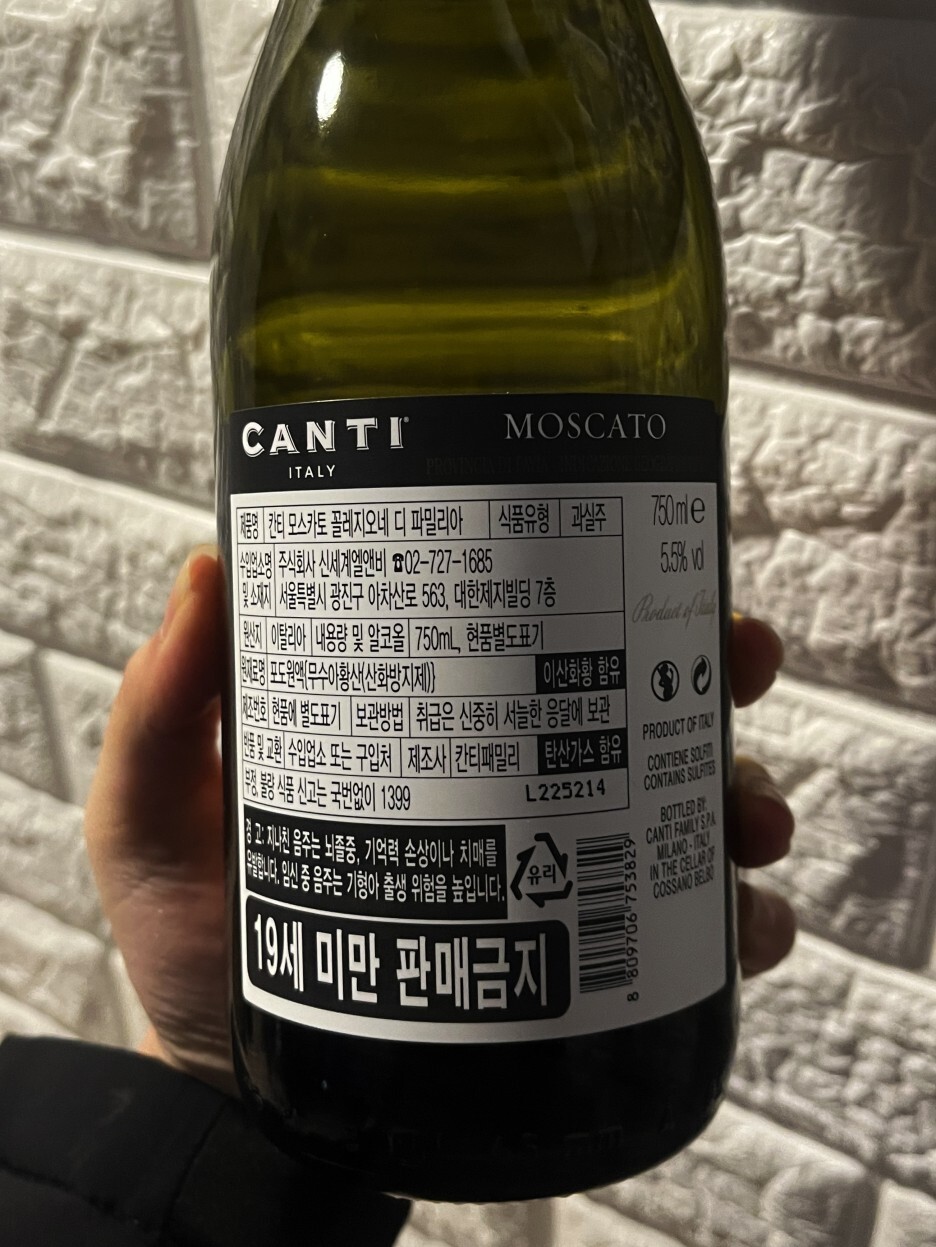 CANTI®
ITALY
MOSCATO
제품명 칸티 모스카토 꼴레지오네 디 파밀리아 식품유형 과실주
수입업소명 및 소재지 주식회사 신세계엘앤비 ☎02-727-1685
서울특별시 광진구 아차산로 563, 대한제지빌딩 7층
원산지 이탈리아 내용량 및 알코올 750mL, 현품별도표기
원재료명 포도원액{무수아황산(산화방지제)} 이산화황 함유
제조번호 현품에 별도표기 보관방법 취급은 신중히 서늘한 응달에 보관
반품 및 교환 수입업소 또는 구입처 제조사 칸티패밀리 탄산가스 함유
부정, 불량 식품 신고는 국번없이 1399
L225214
경 고: 지나친 음주는 뇌졸중, 기억력 손상이나 치매를
유발합니다. 임신 중 음주는 기형아 출생 위험을 높입니다.
유리
19세 미만 판매금지
8 809706 753829
750 ml e
5.5% vol
Product of Italy
PRODUCT OF ITALY
CONTIENE SOLFITI
CONTAINS SULFITES
BOTTLED BY:
CANTI FAMILY S.P.A.
MILANO - ITALY
IN THE CELLAR OF
COSSANO BELBO